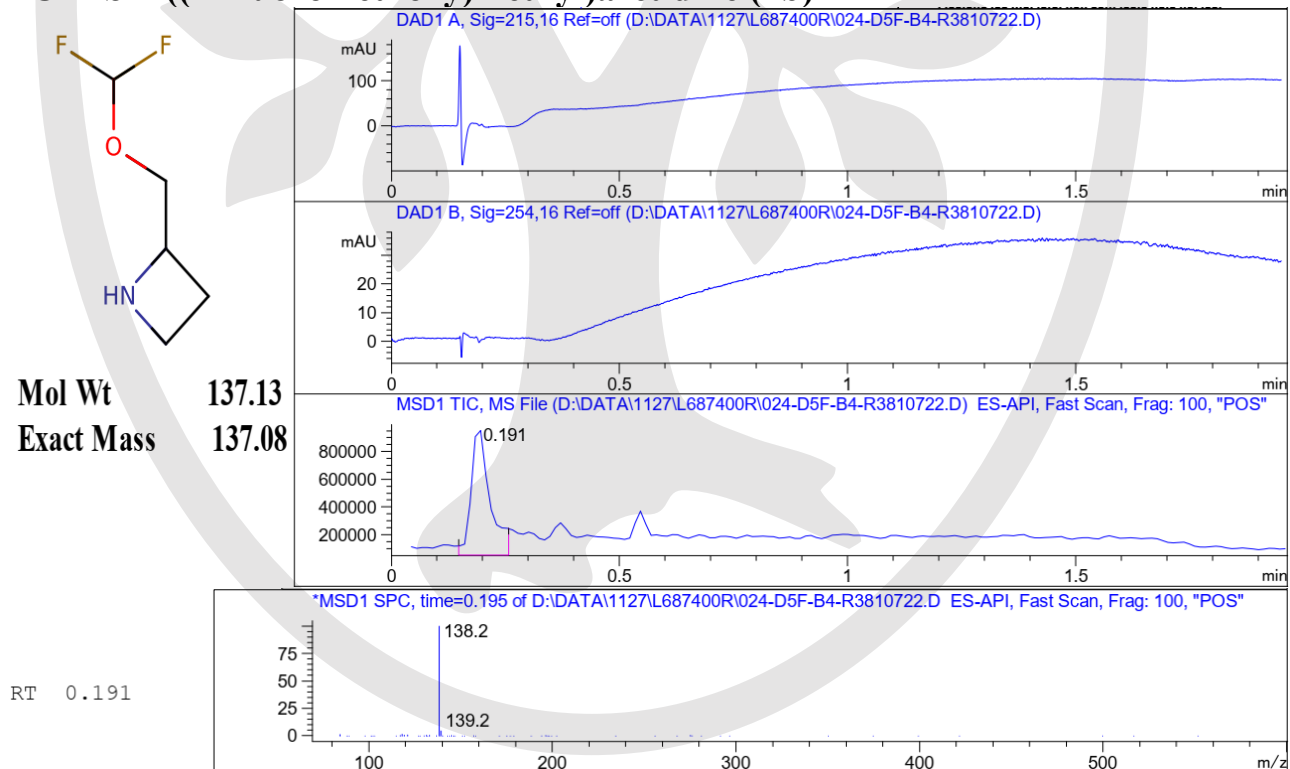 DAD1 A, Sig=215,16 Ref=off (D:\DATA\1127\L687400R\024-D5F-B4-R3810722.D)
F F
O
HN
mAU
100
0
0 0.5 1 1.5 min
DAD1 B, Sig=254,16 Ref=off (D:\DATA\1127\L687400R\024-D5F-B4-R3810722.D)
mAU
20
10
0
0 0.5 1 1.5 min
Mol Wt 137.13
Exact Mass 137.08
MSD1 TIC, MS File (D:\DATA\1127\L687400R\024-D5F-B4-R3810722.D) ES-API, Fast Scan, Frag: 100, "POS"
0.191
800000
600000
400000
200000
0 0.5 1 1.5 min
*MSD1 SPC, time=0.195 of D:\DATA\1127\L687400R\024-D5F-B4-R3810722.D ES-API, Fast Scan, Frag: 100, "POS"
138.2
75
50
25
0
139.2
RT 0.191
100 200 300 400 500 m/z